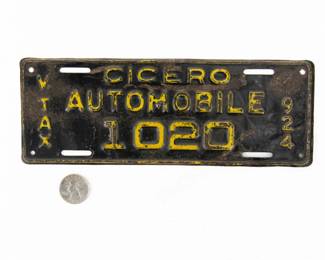 CICERO
V TAX
AUTOMOBILE
924
1020